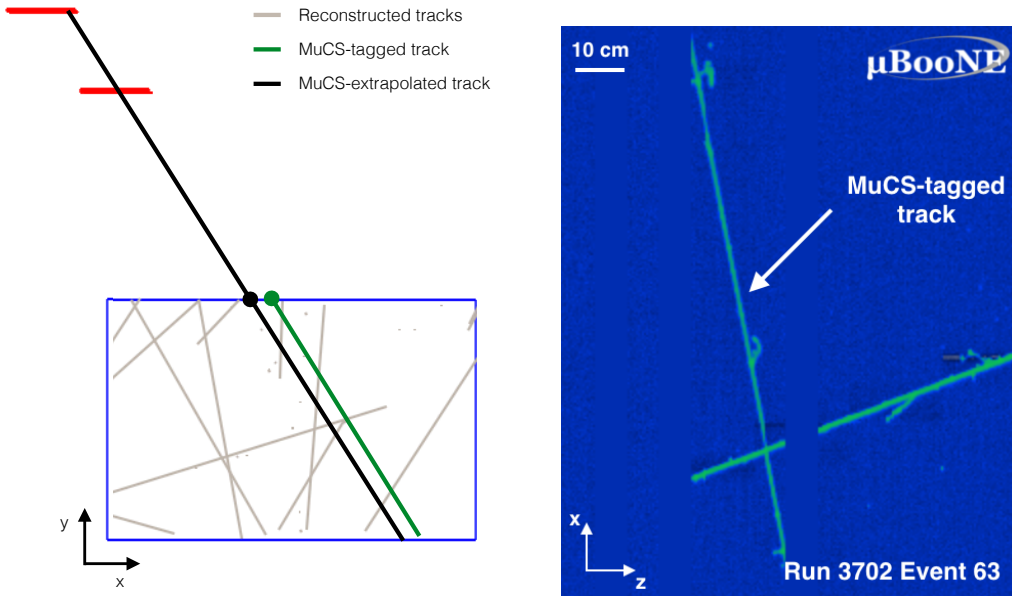 Reconstructed tracks
MuCS-tagged track
MuCS-extrapolated track
y
x
10 cm
µBooNE
MuCS-tagged
track
x
z
Run 3702 Event 63